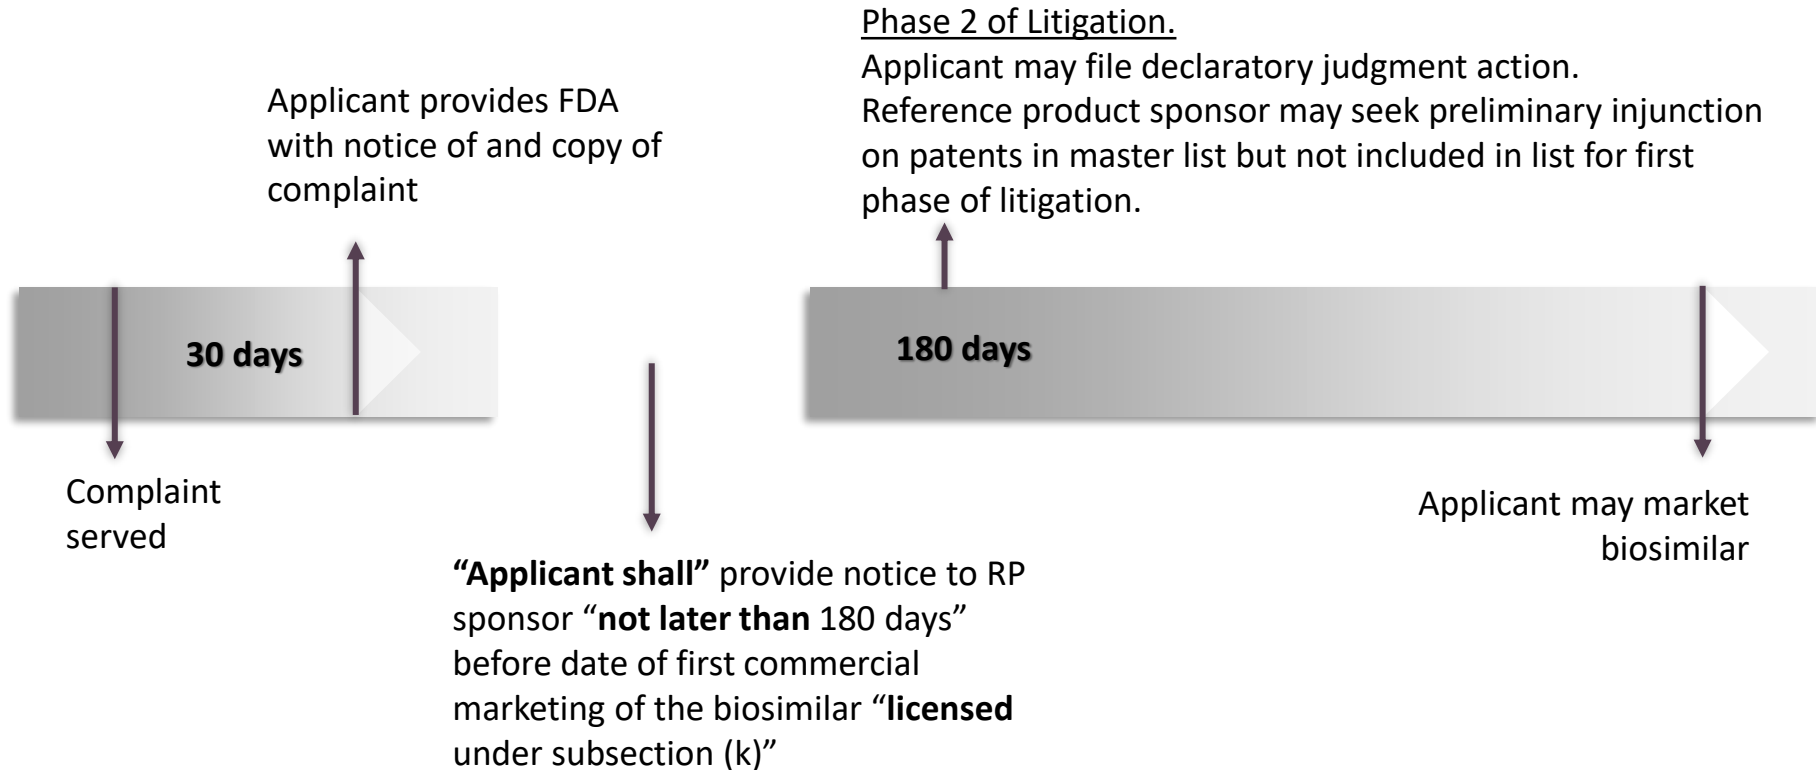 Applicant provides FDA
with notice of and copy of
complaint
Phase 2 of Litigation.
Applicant may file declaratory judgment action.
Reference product sponsor may seek preliminary injunction
on patents in master list but not included in list for first
phase of litigation.
30 days
180 days
Complaint
served
“Applicant shall” provide notice to RP
sponsor “not later than 180 days”
before date of first commercial
marketing of the biosimilar “licensed
under subsection (k)”
Applicant may market
biosimilar